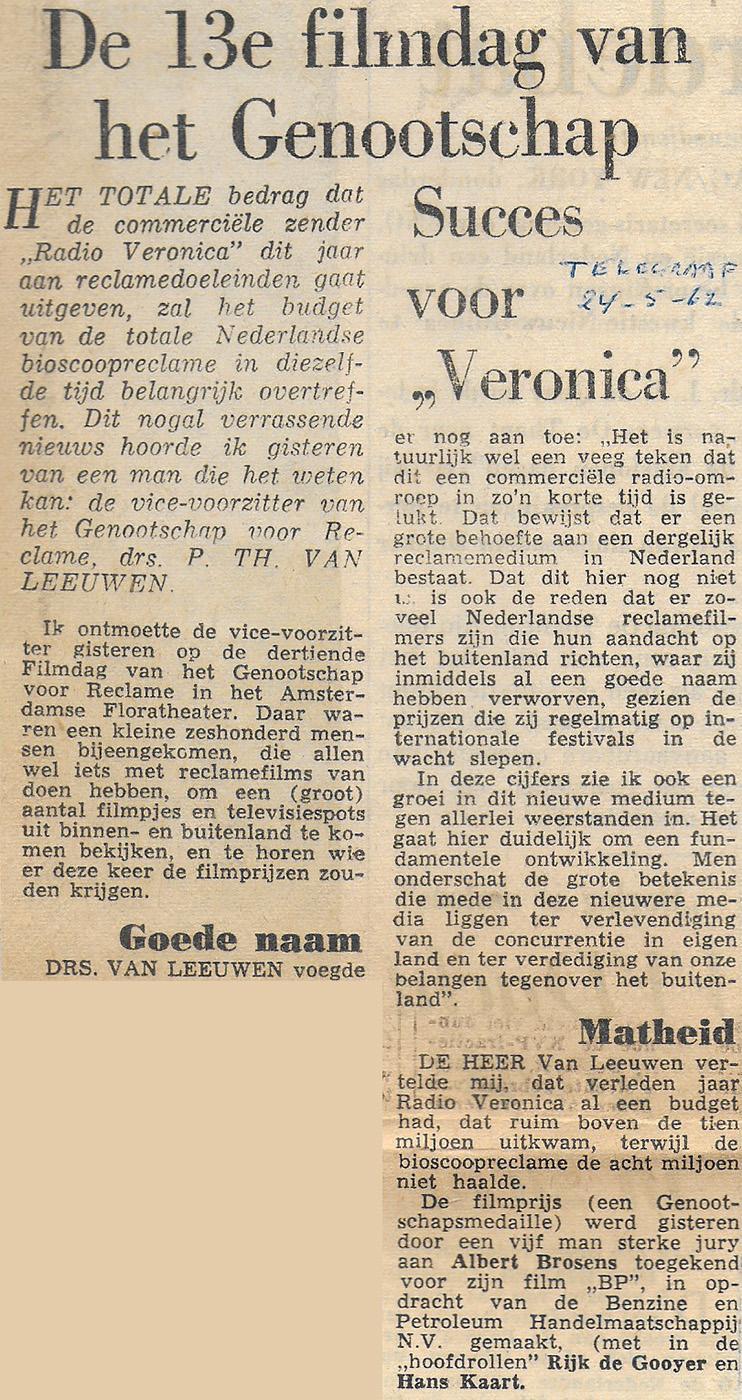 De 13e filmdag van
het Genootschap
HET TOTALE bedrag dat
de commerciële zender
„Radio Veronica” dit jaar
aan reclamedoeleinden gaat
uitgeven, zal het budget
van de totale Nederlandse
bioscoopreclame in diezelf-
de tijd belangrijk overtref-
fen. Dit nogal verrassende
nieuws hoorde ik gisteren
van een man die het weten
kan: de vice-voorzitter van
het Genootschap voor Re-
clame, drs. P. TH. VAN
LEEUWEN.
Ik ontmoette de vice-voorzit-
ter gisteren op de dertiende
Filmdag van het Genootschap
voor Reclame in het Amster-
damse Floratheater. Daar wa-
ren een kleine zeshonderd men-
sen bijeengekomen, die allen
wel iets met reclamefilms van
doen hebben, om een (groot)
aantal filmpjes en televisiespots
uit binnen- en buitenland te ko-
men bekijken, en te horen wie
er deze keer de filmprijzen zou-
den krijgen.
Goede naam
DRS. VAN LEEUWEN voegde
Succes
voor
„Veronica”
TELEGRAAF
24-5-62
er nog aan toe: „Het is na-
tuurlijk wel een veeg teken dat
dit een commerciële radio-om-
roep in zo'n korte tijd is ge-
lukt. Dat bewijst dat er een
grote behoefte aan een dergelijk
reclamemedium in Nederland
bestaat. Dat dit hier nog niet
is is ook de reden dat er zo-
veel Nederlandse reclamefil-
mers zijn die hun aandacht op
het buitenland richten, waar zij
inmiddels al een goede naam
hebben verworven, gezien de
prijzen die zij regelmatig op in-
ternationale festivals in de
wacht slepen.
In deze cijfers zie ik ook een
groei in dit nieuwe medium te-
gen allerlei weerstanden in. Het
gaat hier duidelijk om een fun-
damentele ontwikkeling. Men
onderschat de grote betekenis
die mede in deze nieuwere me-
dia liggen ter verlevendiging
van de concurrentie in eigen
land en ter verdediging van onze
belangen tegenover het buiten-
land”.
Matheid
DE HEER Van Leeuwen ver-
telde mij, dat verleden jaar
Radio Veronica al een budget
had, dat ruim boven de tien
miljoen uitkwam, terwijl de
bioscoopreclame de acht miljoen
niet haalde.
De filmprijs (een Genoot-
schapsmedaille) werd gisteren
door een vijf man sterke jury
aan Albert Brosens toegekend
voor zijn film „BP”, in op-
dracht van de Benzine en
Petroleum Handelmaatschappij
N.V. gemaakt, (met in de
„hoofdrollen” Rijk de Gooyer en
Hans Kaart.